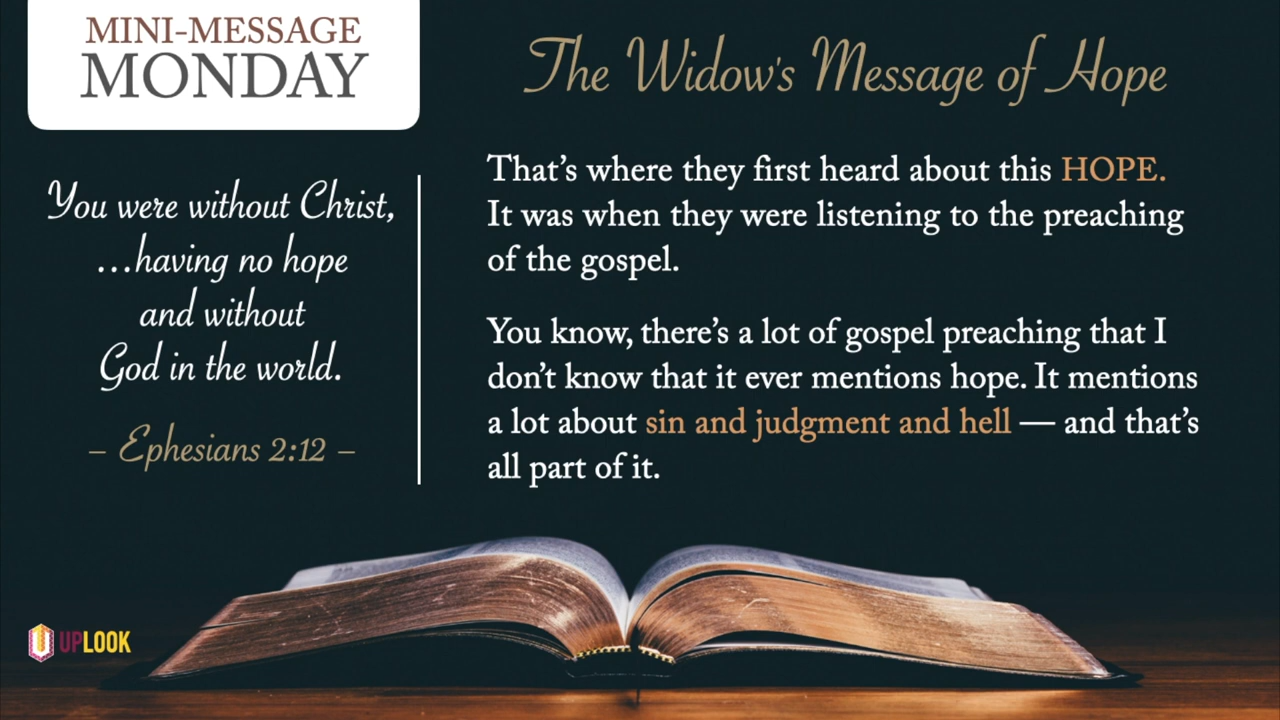 MINI-MESSAGE
MONDAY
The Widow's Message of Hope
You were without Christ,
...having no hope
and without
God in the world.
– Ephesians 2:12 –
That’s where they first heard about this HOPE.
It was when they were listening to the preaching
of the gospel.
You know, there’s a lot of gospel preaching that I
don’t know that it ever mentions hope. It mentions
a lot about sin and judgment and hell — and that’s
all part of it.
UPLOOK